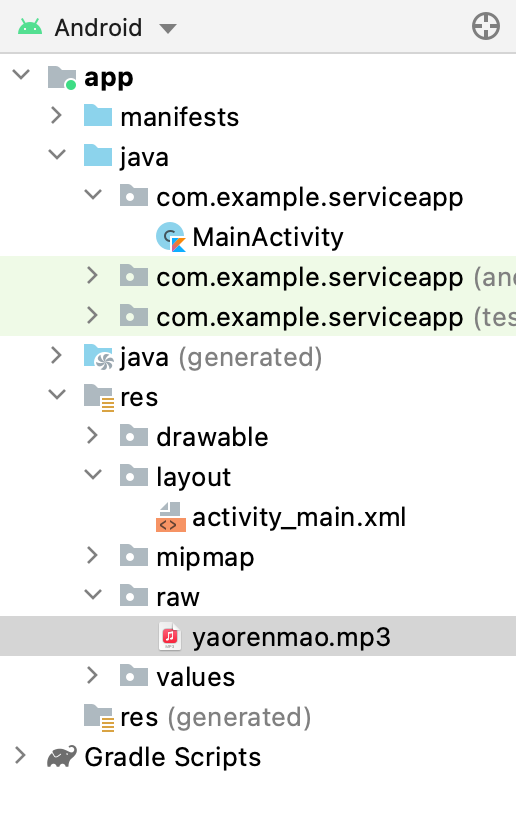 Android
app
manifests
java
com.example.serviceapp
MainActivity
com.example.serviceapp (an
com.example.serviceapp (tes
java (generated)
res
drawable
layout
activity_main.xml
mipmap
raw
yaorenmao.mp3
values
res (generated)
Gradle Scripts